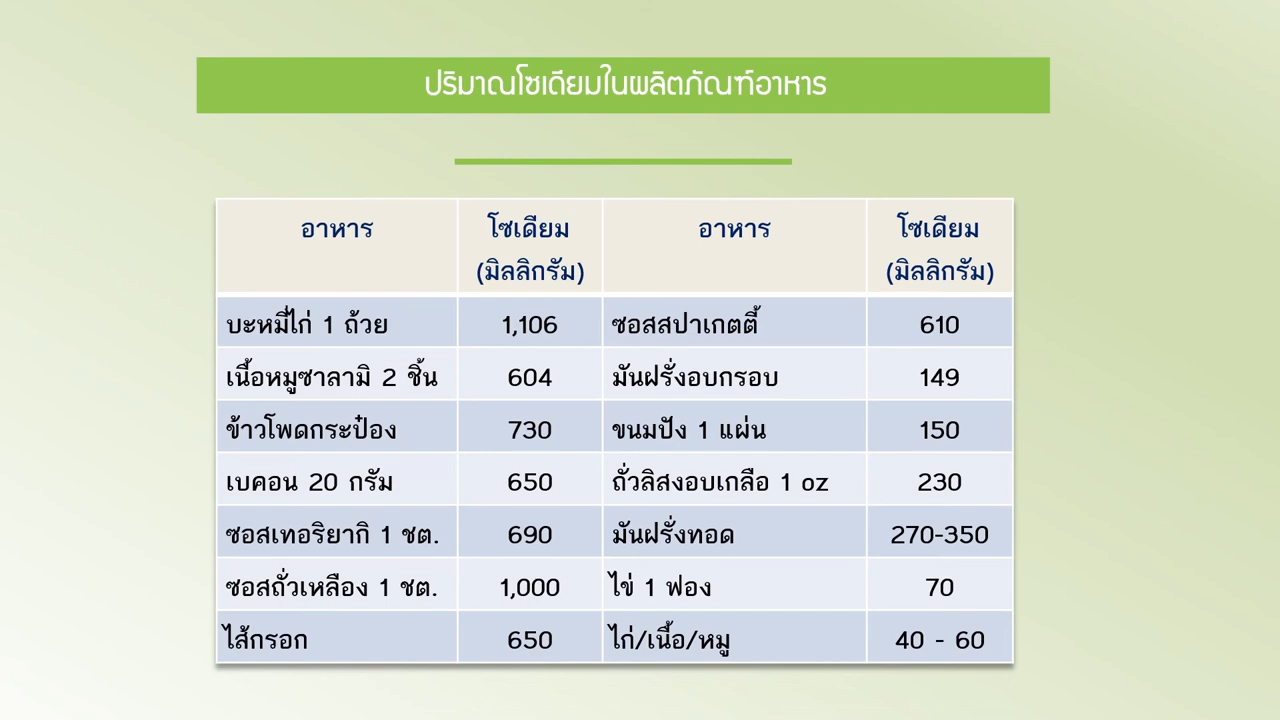 ปริมาณโซเดียมในผลิตภัณฑ์อาหาร
อาหาร โซเดียม (มิลลิกรัม) อาหาร โซเดียม (มิลลิกรัม)
บะหมี่ไก่ 1 ถ้วย 1,106 ซอสสปาเกตตี้ 610
เนื้อหมูซาลามิ 2 ชิ้น 604 มันฝรั่งอบกรอบ 149
ข้าวโพดกระป๋อง 730 ขนมปัง 1 แผ่น 150
เบคอน 20 กรัม 650 ถั่วลิสงอบเกลือ 1 oz 230
ซอสเทอริยากิ 1 ชต. 690 มันฝรั่งทอด 270-350
ซอสถั่วเหลือง 1 ชต. 1,000 ไข่ 1 ฟอง 70
ไส้กรอก 650 ไก่/เนื้อ/หมู 40 - 60